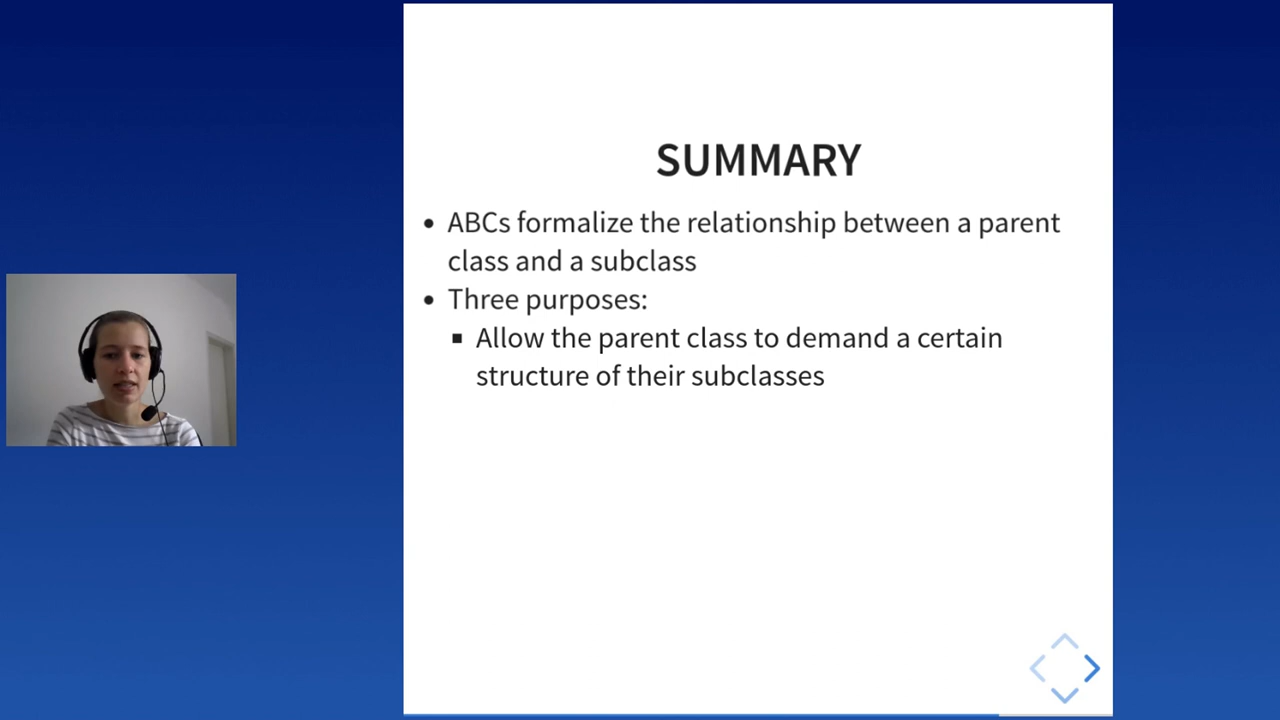 SUMMARY
• ABCs formalize the relationship between a parent
class and a subclass
• Three purposes:
▪ Allow the parent class to demand a certain
structure of their subclasses